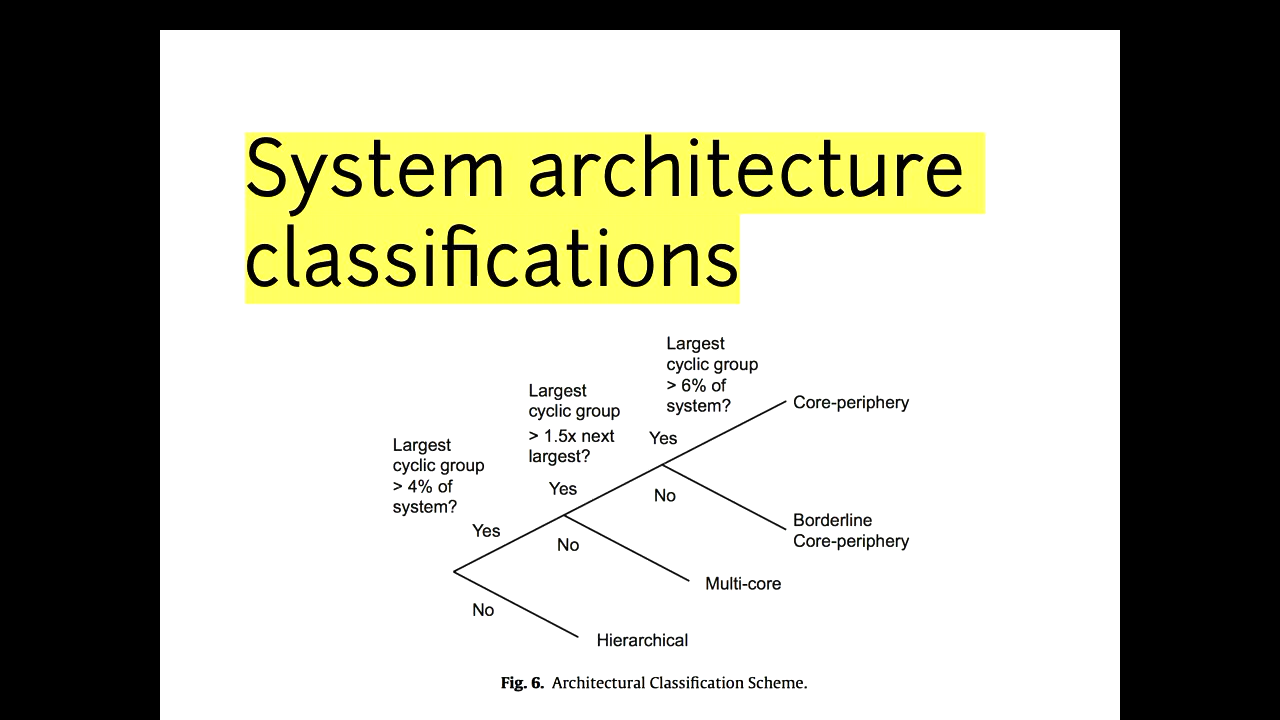 System architecture
classifications
Largest
cyclic group
> 6% of
system?
Core-periphery
Largest
cyclic group
> 1.5x next
largest?
Yes
No
Largest
cyclic group
> 4% of
system?
Yes
No
Borderline
Core-periphery
Yes
No
Multi-core
Hierarchical
Fig. 6. Architectural Classification Scheme.